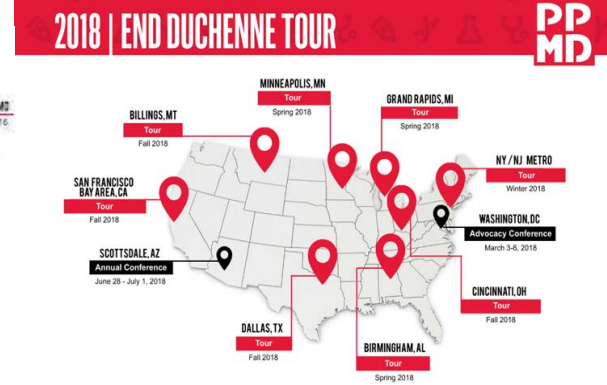 2018 | END DUCHENNE TOUR
PP
MD
MINNEAPOLIS, MN
Tour
Spring 2018
GRAND RAPIDS, MI
Tour
Spring 2018
BILLINGS, MT
Tour
Fall 2018
NY / NJ METRO
Tour
Winter 2018
SAN FRANCISCO
BAY AREA, CA
Tour
Fall 2018
WASHINGTON, DC
Advocacy Conference
March 3-6, 2018
SCOTTSDALE, AZ
Annual Conference
June 28 - July 1, 2018
CINCINNATI, OH
Tour
Fall 2018
DALLAS, TX
Tour
Fall 2018
BIRMINGHAM, AL
Tour
Spring 2018